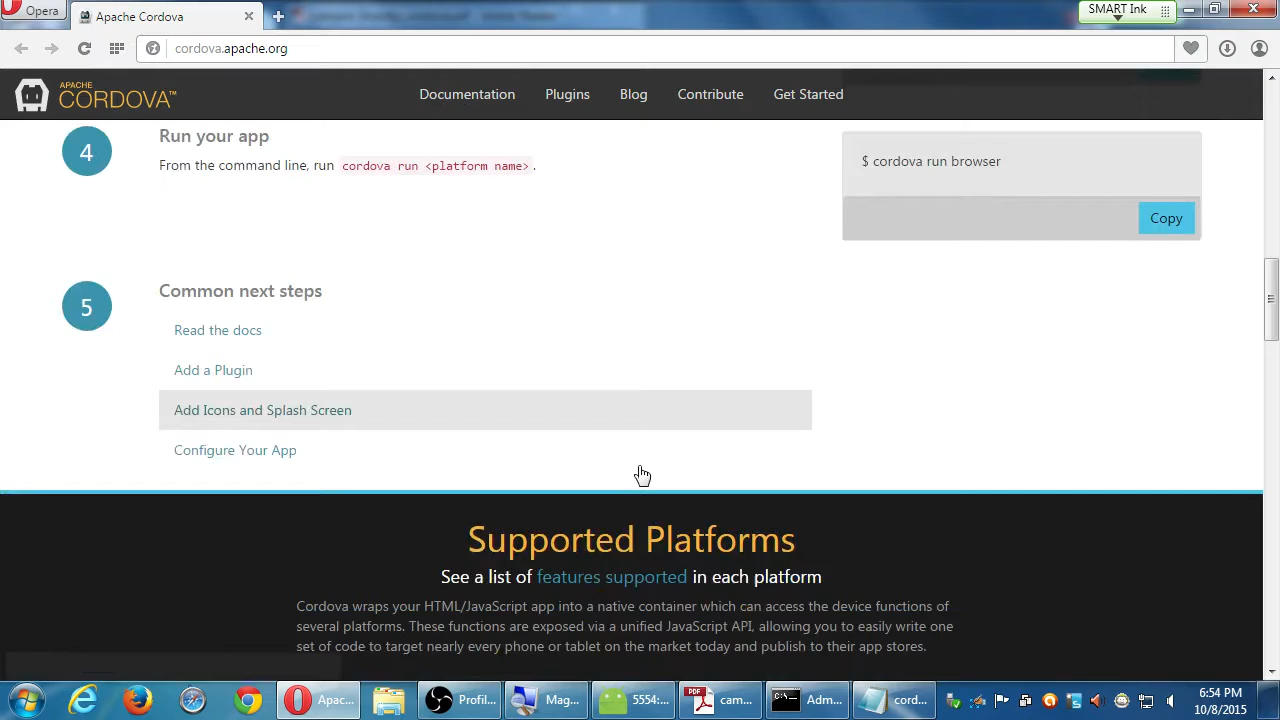 Opera
Apache Cordova
SMART Ink
cordova.apache.org
APACHE
CORDOVA™
Documentation
Plugins
Blog
Contribute
Get Started
4
Run your app
From the command line, run cordova run <platform name>.
$ cordova run browser
Copy
5
Common next steps
Read the docs
Add a Plugin
Add Icons and Splash Screen
Configure Your App
Supported Platforms
See a list of features supported in each platform
Cordova wraps your HTML/JavaScript app into a native container which can access the device functions of
several platforms. These functions are exposed via a unified JavaScript API, allowing you to easily write one
set of code to target nearly every phone or tablet on the market today and publish to their app stores.
Apac...
Profil...
Mag...
5554:...
PDF
cam...
Adm...
cord...
6:54 PM
10/8/2015